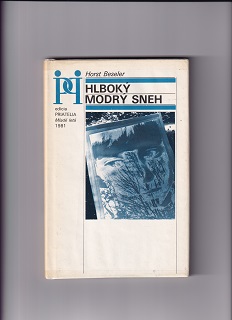 Horst Beseler
HLBOKÝ
MODRÝ SNEH
edícia
PRIATELIA
Mladé letá
1981